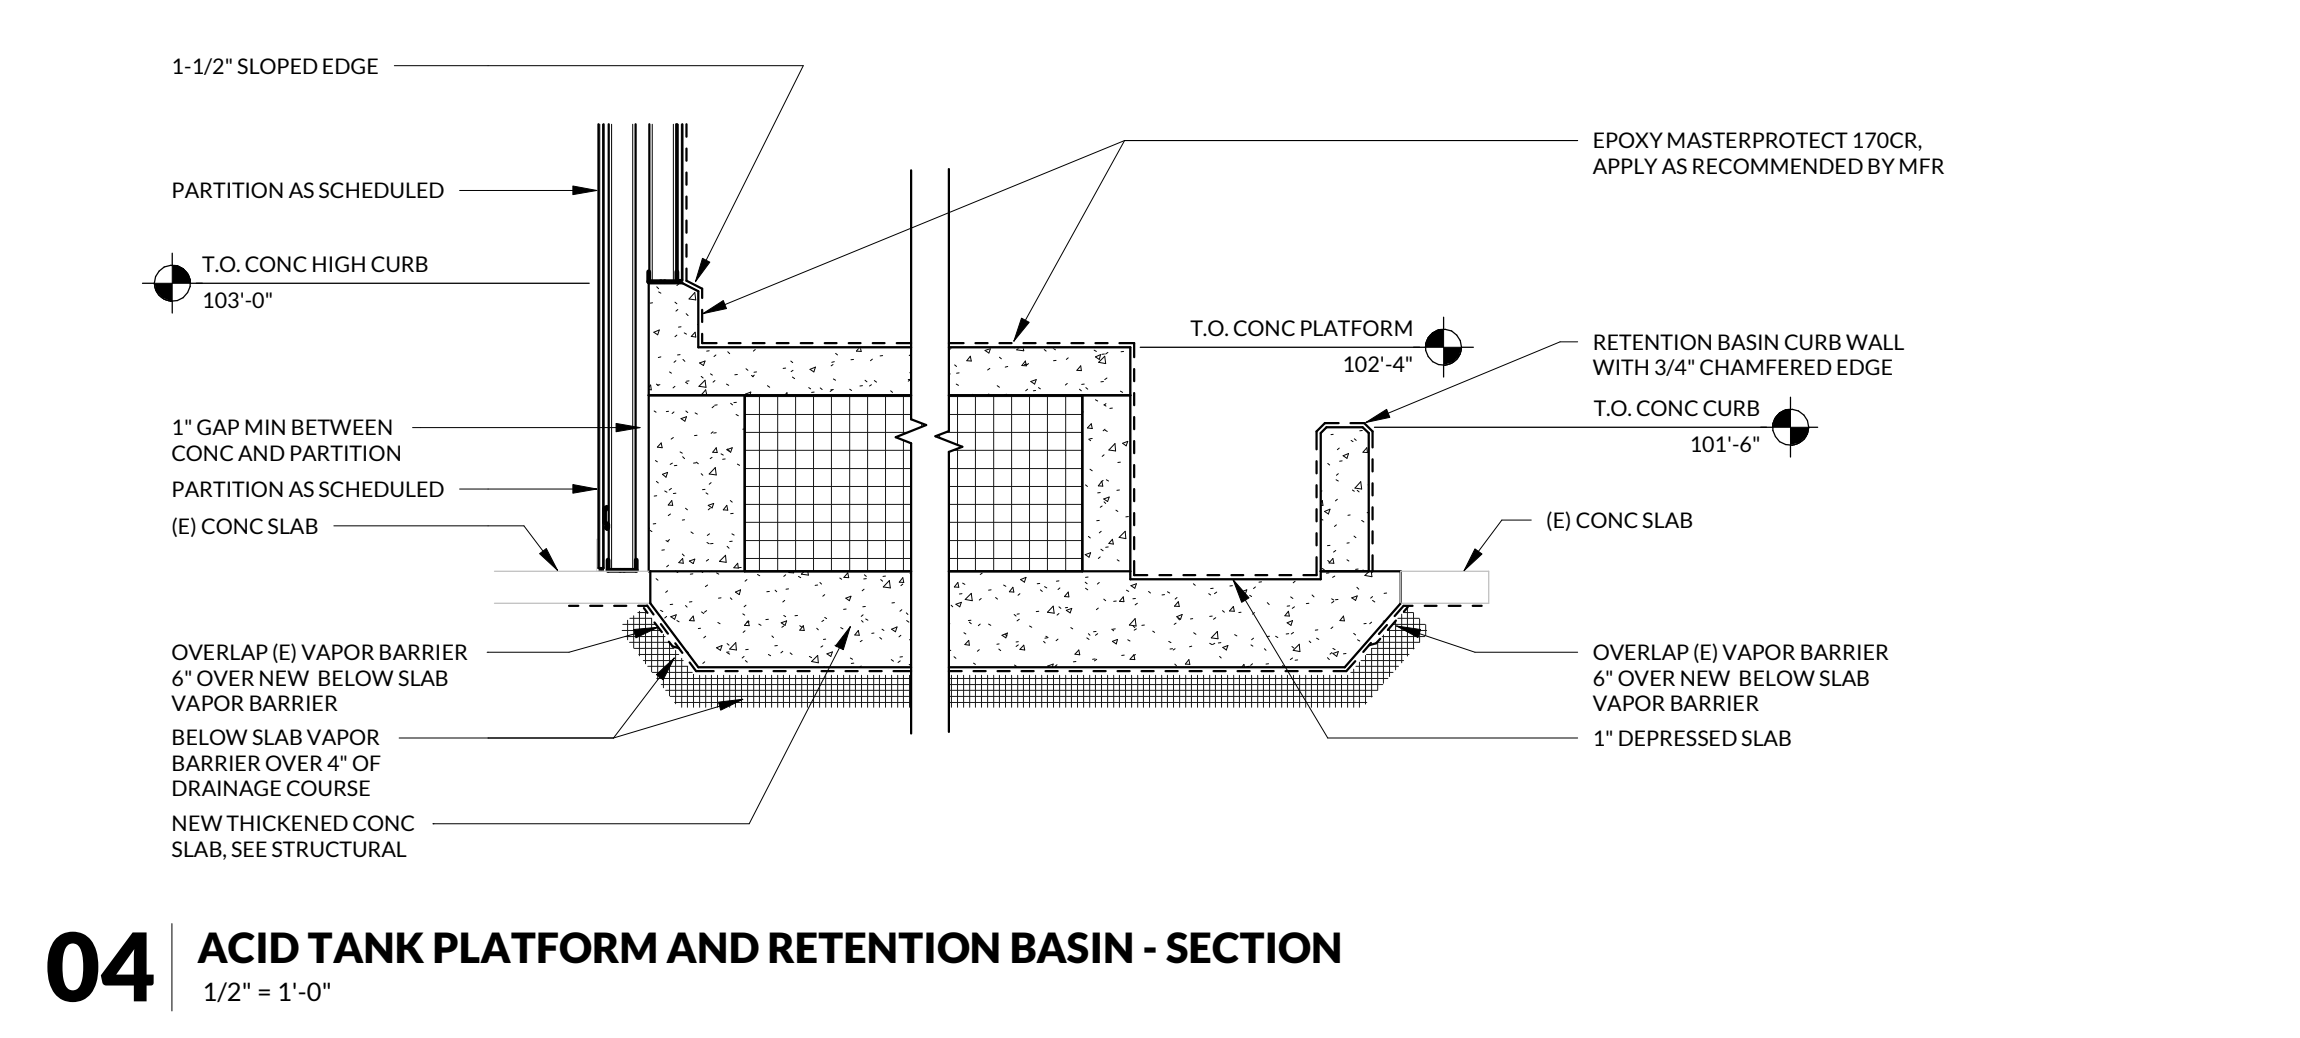 1-1/2" SLOPED EDGE
EPOXY MASTERPROTECT 170CR,
APPLY AS RECOMMENDED BY MFR
PARTITION AS SCHEDULED
T.O. CONC HIGH CURB
103'-0"
T.O. CONC PLATFORM
102'-4"
RETENTION BASIN CURB WALL
WITH 3/4" CHAMFERED EDGE
T.O. CONC CURB
101'-6"
1" GAP MIN BETWEEN
CONC AND PARTITION
PARTITION AS SCHEDULED
(E) CONC SLAB
(E) CONC SLAB
OVERLAP (E) VAPOR BARRIER
6" OVER NEW  BELOW SLAB
VAPOR BARRIER
OVERLAP (E) VAPOR BARRIER
6" OVER NEW  BELOW SLAB
VAPOR BARRIER
BELOW SLAB VAPOR
BARRIER OVER 4" OF
DRAINAGE COURSE
1" DEPRESSED SLAB
NEW THICKENED CONC
SLAB, SEE STRUCTURAL
04
ACID TANK PLATFORM AND RETENTION BASIN - SECTION
1/2" = 1'-0"